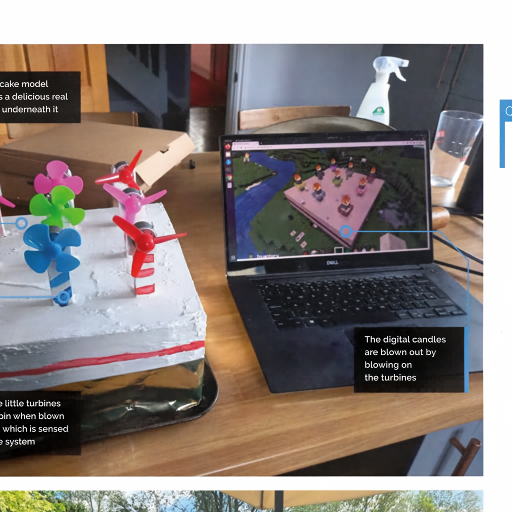 cake model
s a delicious real
underneath it
DELL
The digital candles
are blown out by
blowing on
the turbines
e little turbines
pin when blown
which is sensed
e system